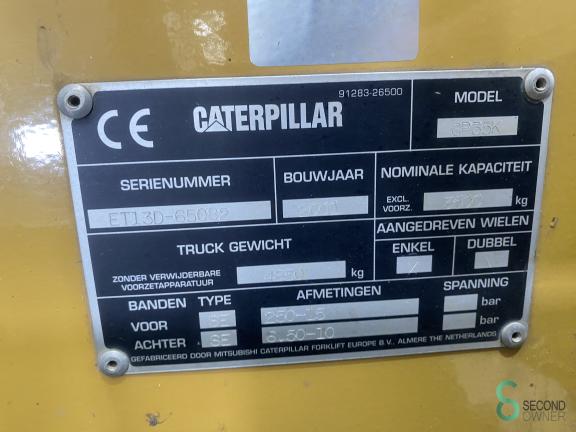 91283-26500
CE CATERPILLAR
MODEL
GP35K
SERIENUMMER
ET13D-65092
BOUWJAAR
NOMINALE KAPACITEIT
EXCL.
VOORZ.
kg
AANGEDREVEN WIELEN
ENKEL
DUBBEL
TRUCK GEWICHT
ZONDER VERWIJDERBARE
VOORZETAPPARATUUR
kg
BANDEN TYPE AFMETINGEN SPANNING
VOOR SE 250-15 bar
ACHTER SE 6.50-10 bar
GEFABRICEERD DOOR MITSUBISHI CATERPILLAR FORKLIFT EUROPE B.V., ALMERE THE NETHERLANDS
SECOND
OWNER